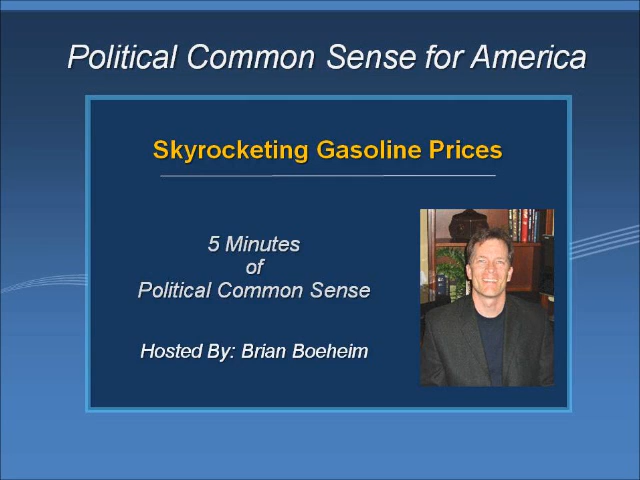 Political Common Sense for America
Skyrocketing Gasoline Prices
5 Minutes
of
Political Common Sense
Hosted By: Brian Boeheim